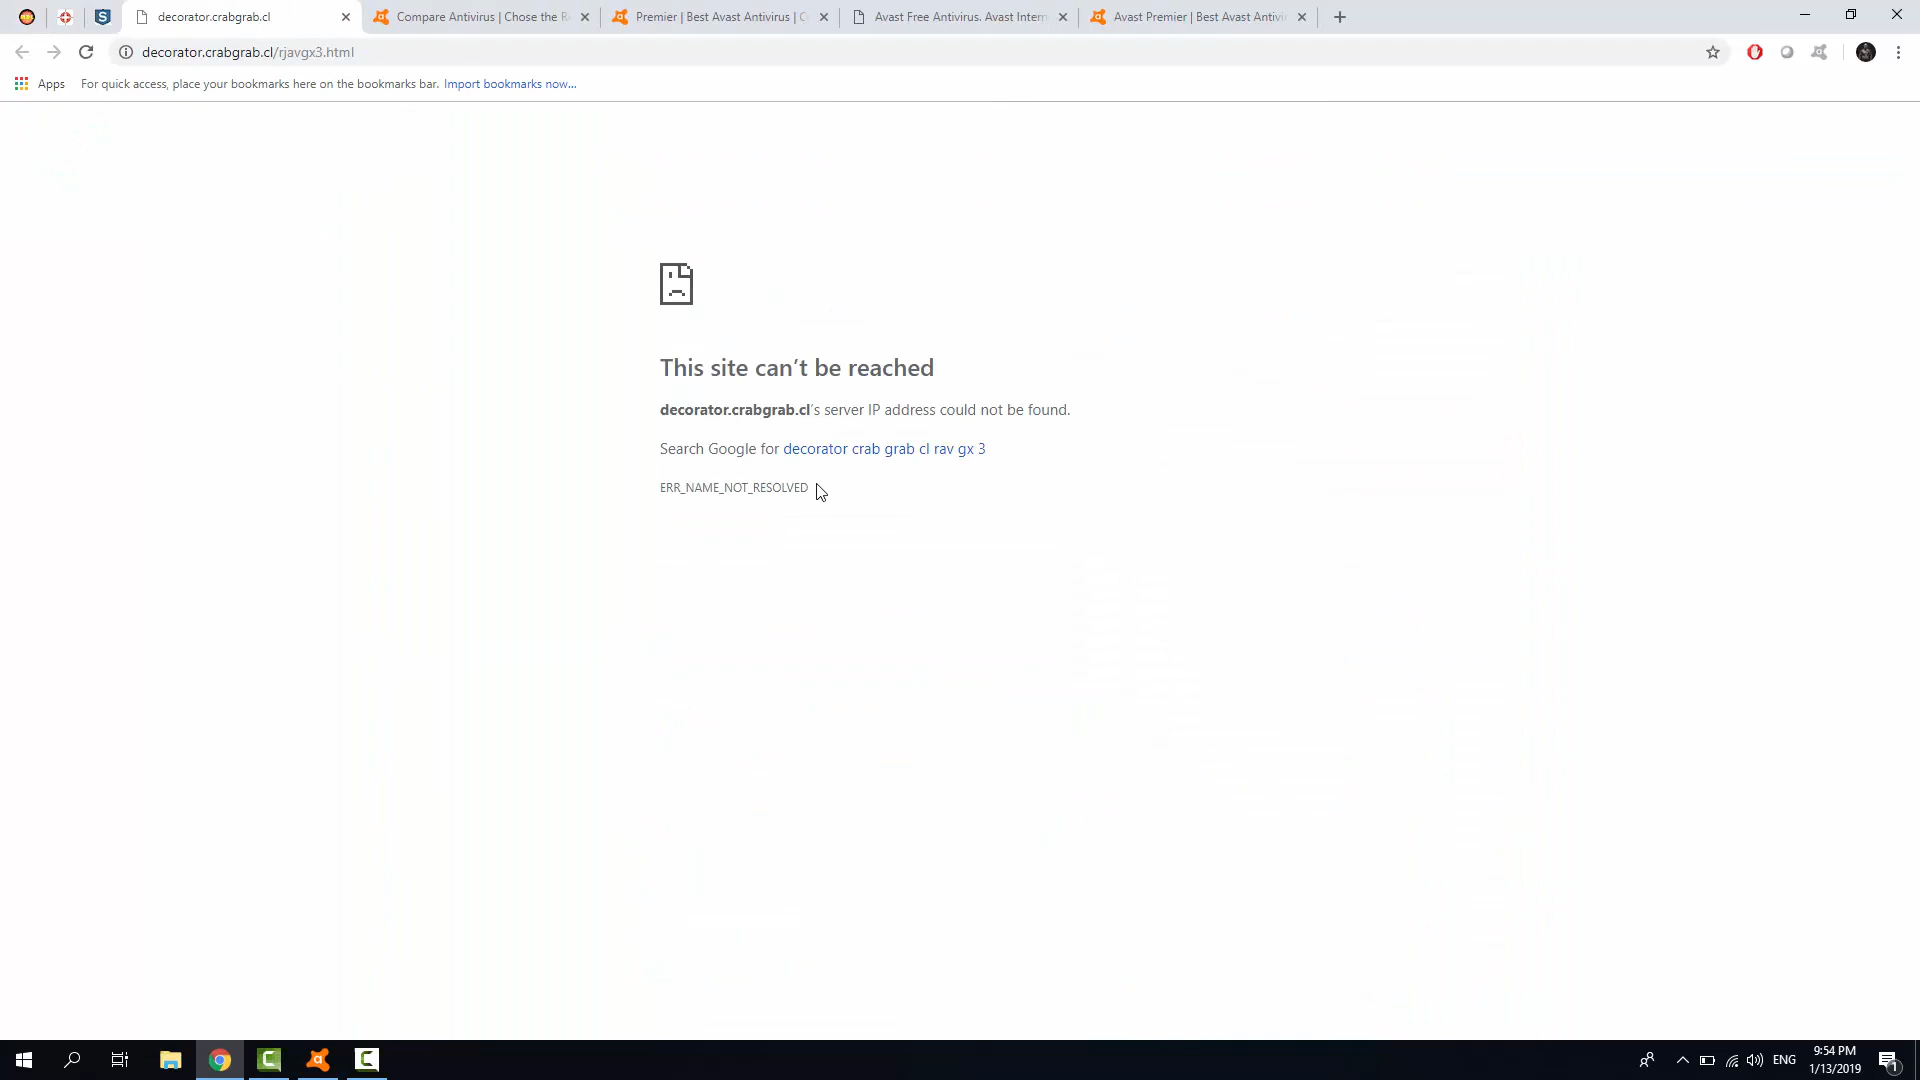 decorator.crabgrab.cl
Compare Antivirus | Chose the R
Premier | Best Avast Antivirus | C
Avast Free Antivirus. Avast Intern
Avast Premier | Best Avast Antivi
decorator.crabgrab.cl/rjavgx3.html
Apps
For quick access, place your bookmarks here on the bookmarks bar. Import bookmarks now...
This site can't be reached
decorator.crabgrab.cl's server IP address could not be found.
Search Google for decorator crab grab cl rav gx 3
ERR_NAME_NOT_RESOLVED
ENG
9:54 PM
1/13/2019
1